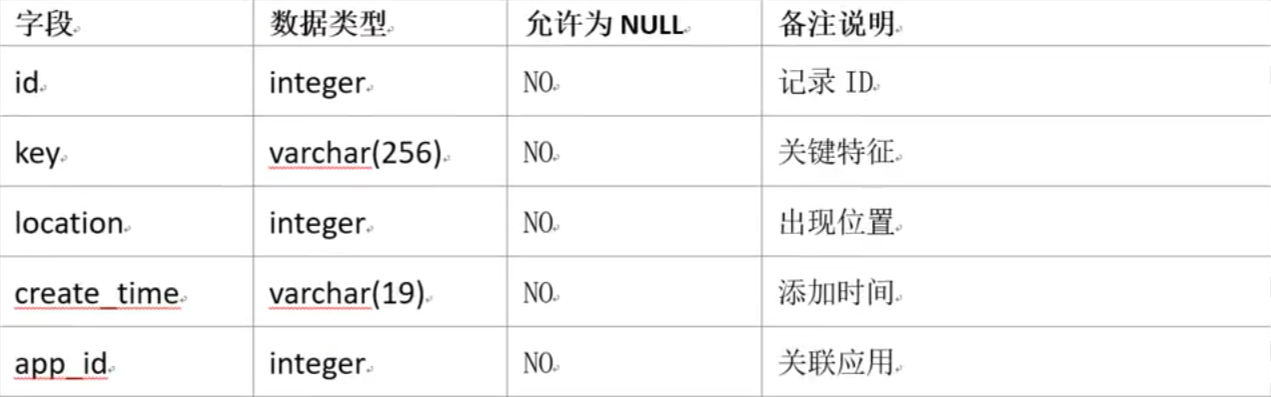 字段 数据类型 允许为 NULL 备注说明
id integer NO 记录 ID
key varchar(256) NO 关键特征
location integer NO 出现位置
create_time varchar(19) NO 添加时间
app_id integer NO 关联应用